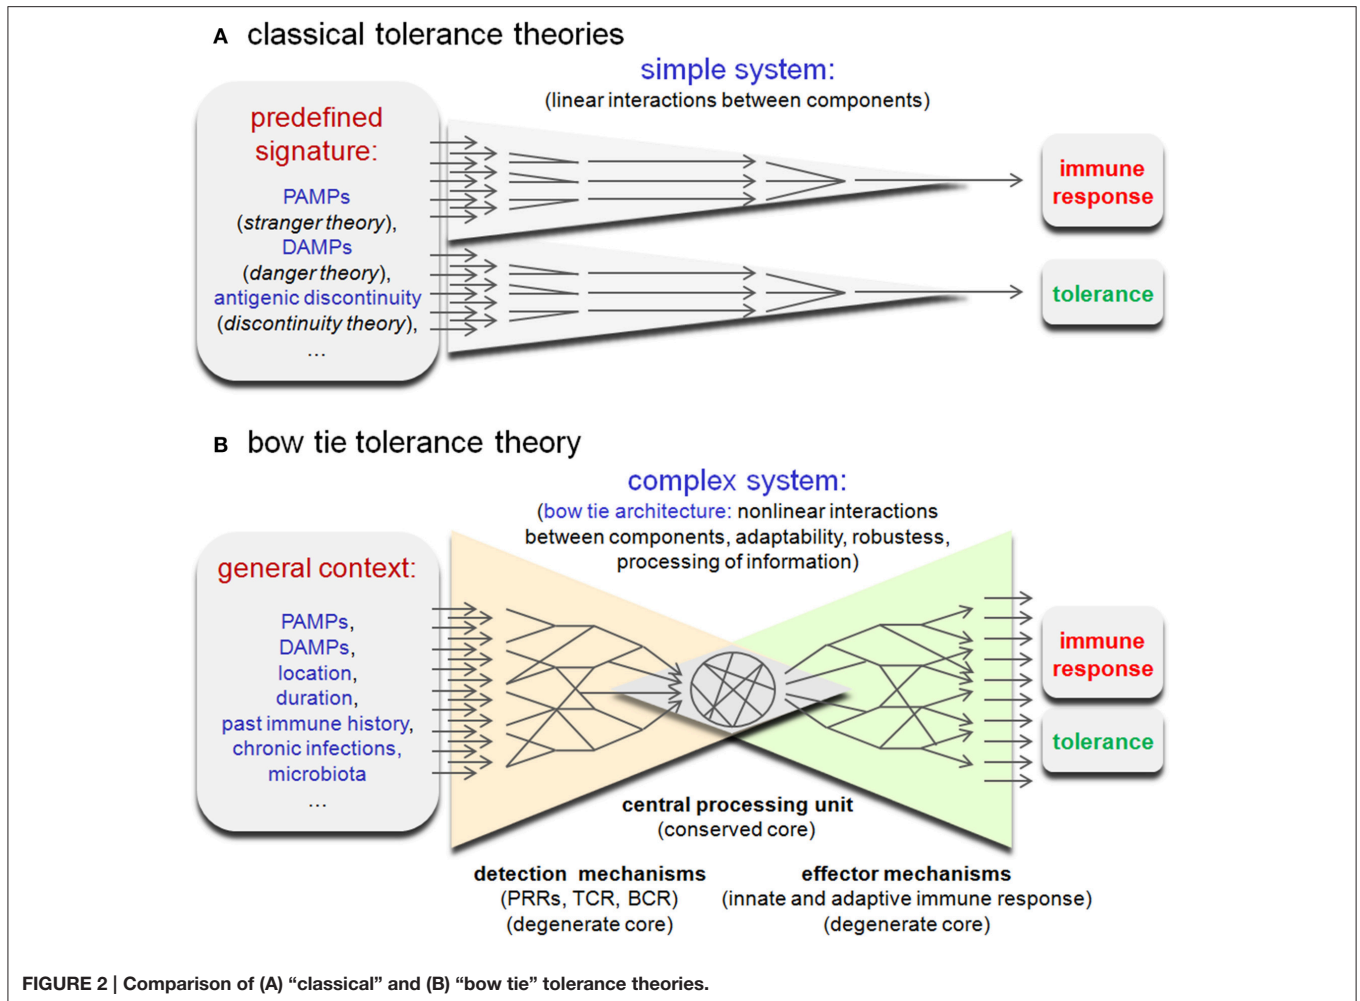 A classical tolerance theories
simple system:
(linear interactions between components)
predefined
signature:
PAMPs
(stranger theory),
DAMPs
(danger theory),
antigenic discontinuity
(discontinuity theory),
...
immune
response
tolerance
B bow tie tolerance theory
complex system:
(bow tie architecture: nonlinear interactions
between components, adaptability, robustess,
processing of information)
general context:
PAMPs,
DAMPs,
location,
duration,
past immune history,
chronic infections,
microbiota
...
immune
response
tolerance
central processing unit
(conserved core)
detection mechanisms
(PRRs, TCR, BCR)
(degenerate core)
effector mechanisms
(innate and adaptive immune response)
(degenerate core)
FIGURE 2 | Comparison of (A) “classical” and (B) “bow tie” tolerance theories.